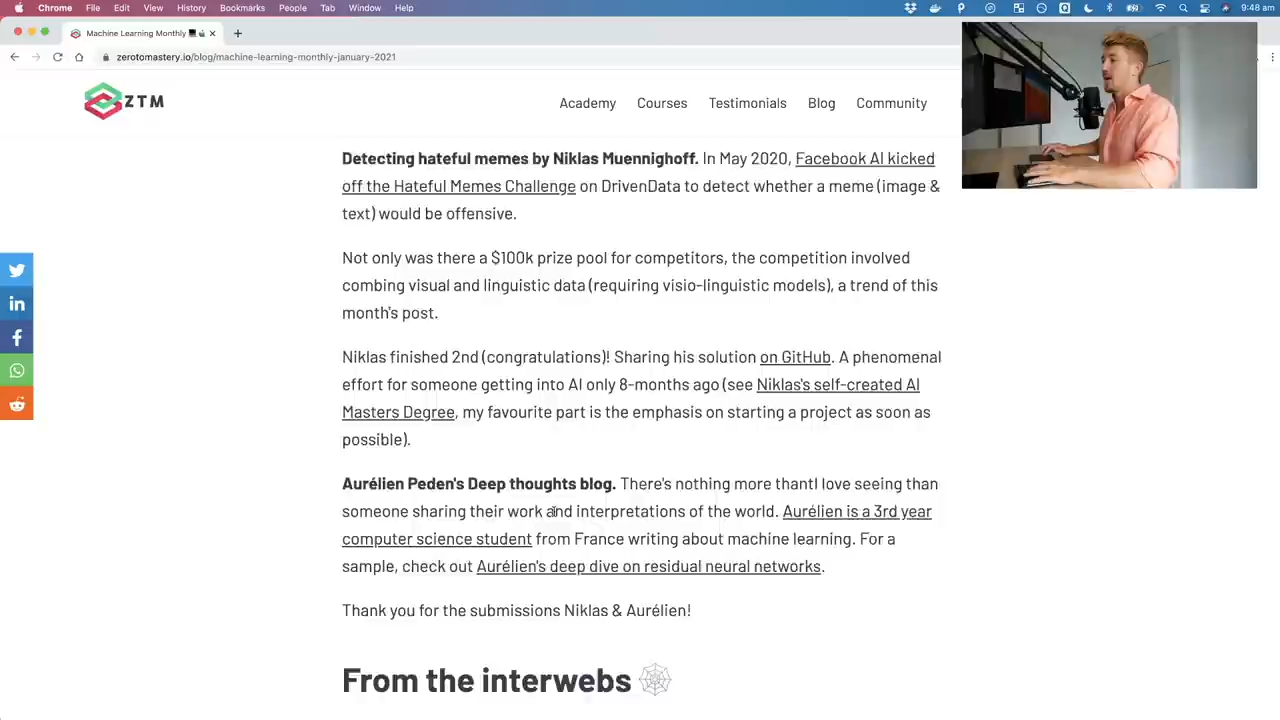 Chrome File Edit View History Bookmarks People Tab Window Help 9:48 am
Machine Learning Monthly
zerotomastery.io/blog/machine-learning-monthly-january-2021
ZTM Academy Courses Testimonials Blog Community
Detecting hateful memes by Niklas Muennighoff. In May 2020, Facebook AI kicked
off the Hateful Memes Challenge on DrivenData to detect whether a meme (image &
text) would be offensive.
Not only was there a $100k prize pool for competitors, the competition involved
combing visual and linguistic data (requiring visio-linguistic models), a trend of this
month's post.
Niklas finished 2nd (congratulations)! Sharing his solution on GitHub. A phenomenal
effort for someone getting into AI only 8-months ago (see Niklas's self-created AI
Masters Degree, my favourite part is the emphasis on starting a project as soon as
possible).
Aurélien Peden's Deep thoughts blog. There's nothing more thantI love seeing than
someone sharing their work and interpretations of the world. Aurélien is a 3rd year
computer science student from France writing about machine learning. For a
sample, check out Aurélien's deep dive on residual neural networks.
Thank you for the submissions Niklas & Aurélien!
From the interwebs